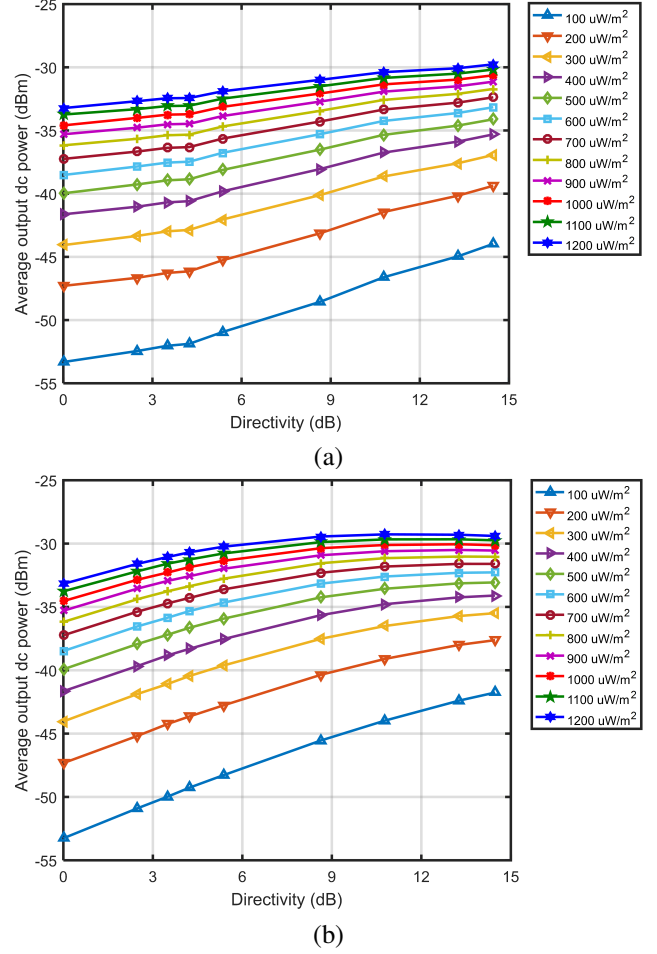 -25
-30
-35
-40
-45
-50
-55
Average output dc power (dBm)
0 3 6 9 12 15
Directivity (dB)
100 uW/m²
200 uW/m²
300 uW/m²
400 uW/m²
500 uW/m²
600 uW/m²
700 uW/m²
800 uW/m²
900 uW/m²
1000 uW/m²
1100 uW/m²
1200 uW/m²
(a)
-25
-30
-35
-40
-45
-50
-55
Average output dc power (dBm)
0 3 6 9 12 15
Directivity (dB)
100 uW/m²
200 uW/m²
300 uW/m²
400 uW/m²
500 uW/m²
600 uW/m²
700 uW/m²
800 uW/m²
900 uW/m²
1000 uW/m²
1100 uW/m²
1200 uW/m²
(b)